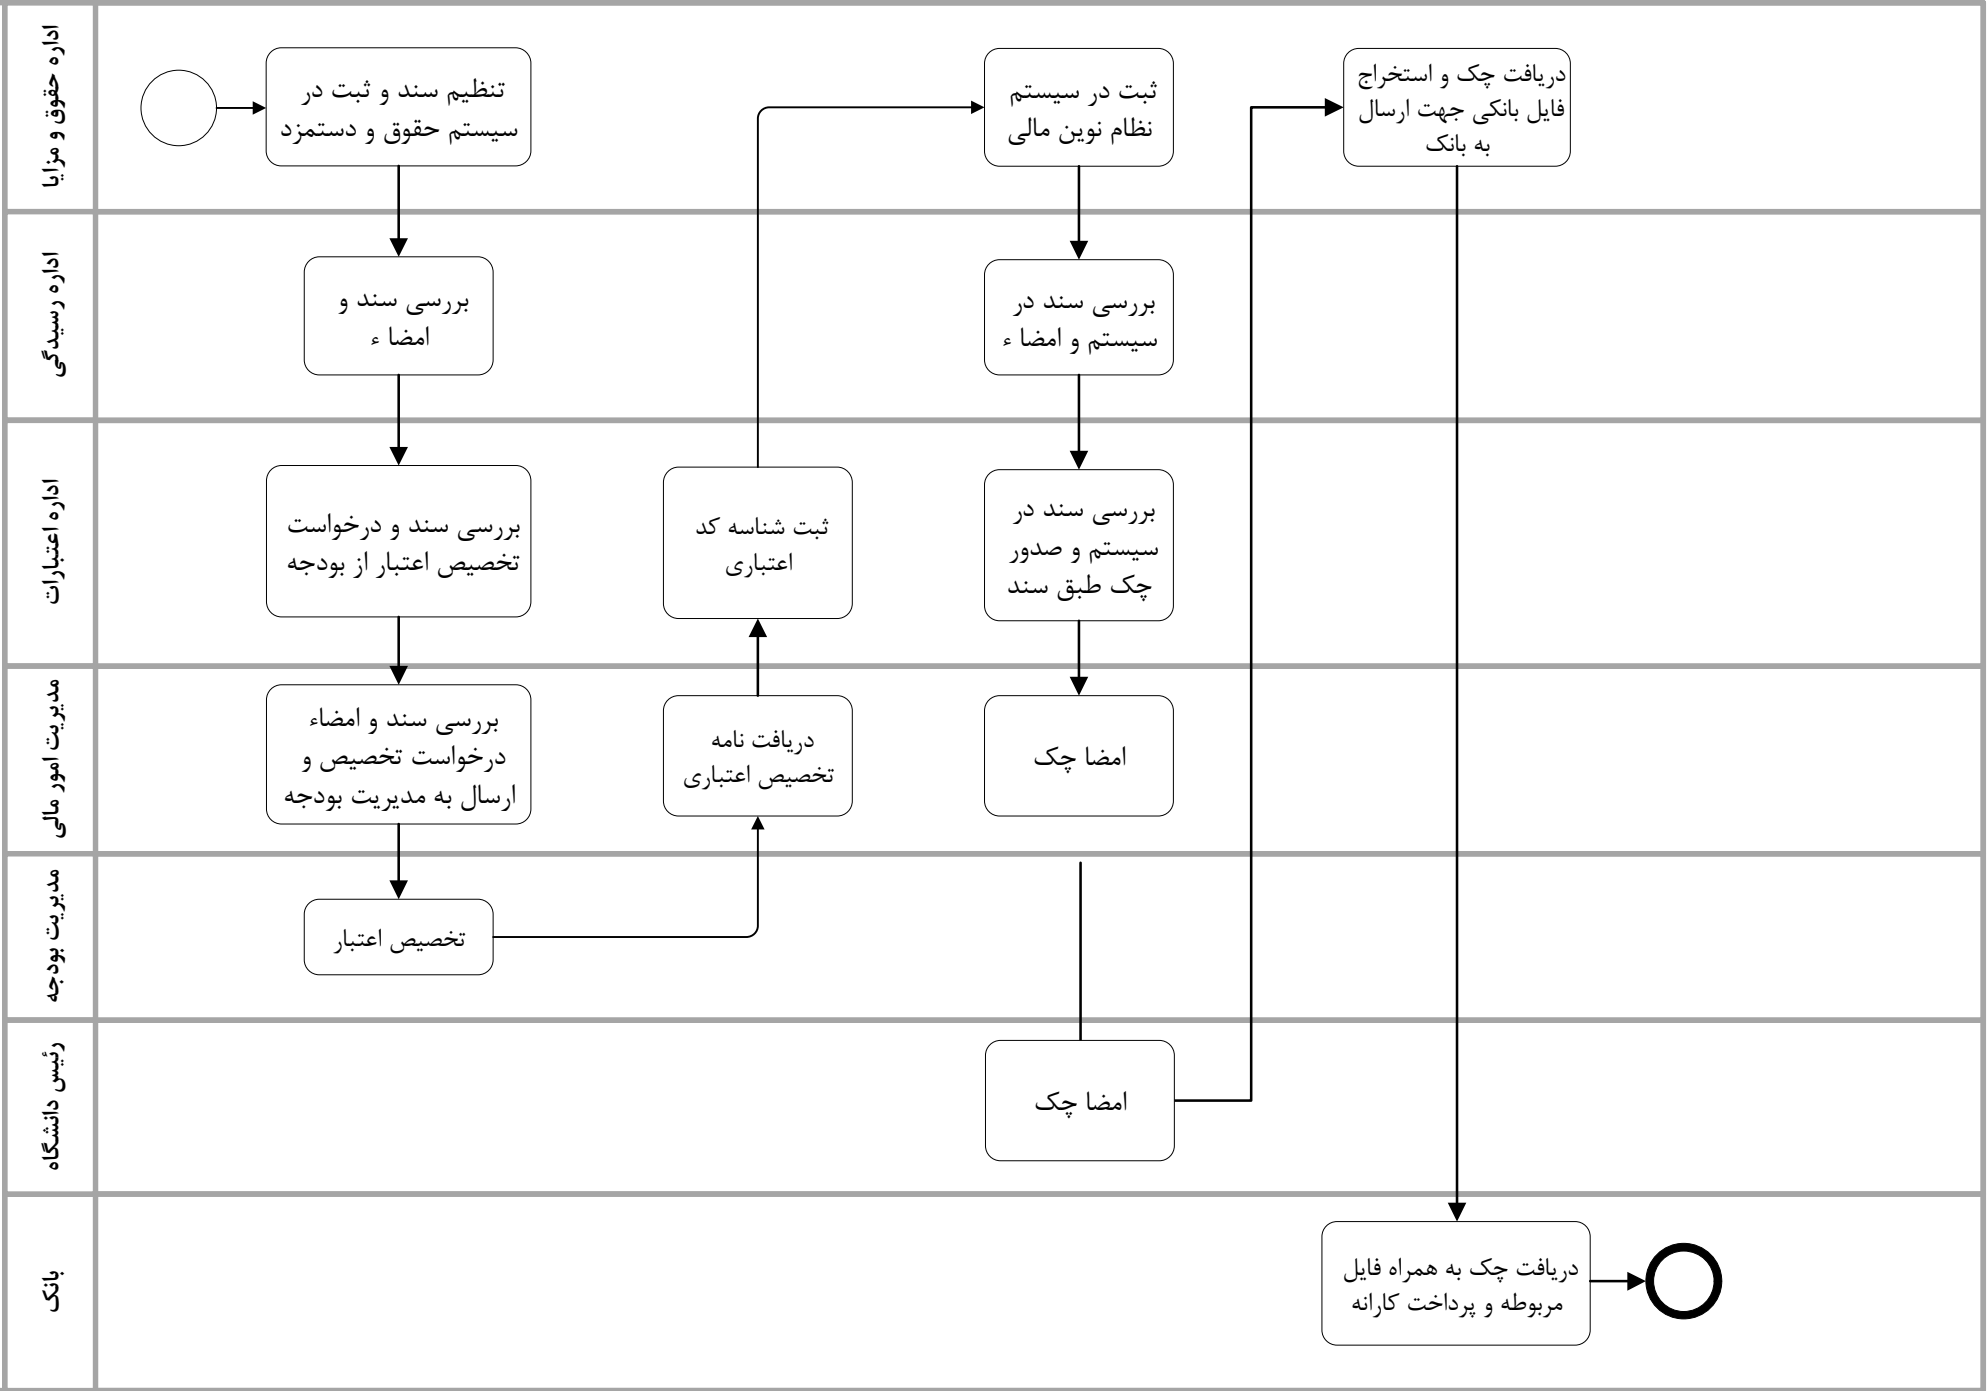 اداره حقوق و مزایا
تنظیم سند و ثبت در
سیستم حقوق و دستمزد
ثبت در سیستم
نظام نوین مالی
دریافت چک و استخراج
فایل بانکی جهت ارسال
به بانک
اداره رسیدگی
بررسی سند و
امضا ء
بررسی سند در
سیستم و امضا ء
اداره اعتبارات
بررسی سند و درخواست
تخصیص اعتبار از بودجه
ثبت شناسه کد
اعتباری
بررسی سند در
سیستم و صدور
چک طبق سند
مدیریت امور مالی
بررسی سند و امضاء
درخواست تخصیص و
ارسال به مدیریت بودجه
دریافت نامه
تخصیص اعتباری
امضا چک
مدیریت بودجه
تخصیص اعتبار
رئیس دانشگاه
امضا چک
بانک
دریافت چک به همراه فایل
مربوطه و پرداخت کارانه